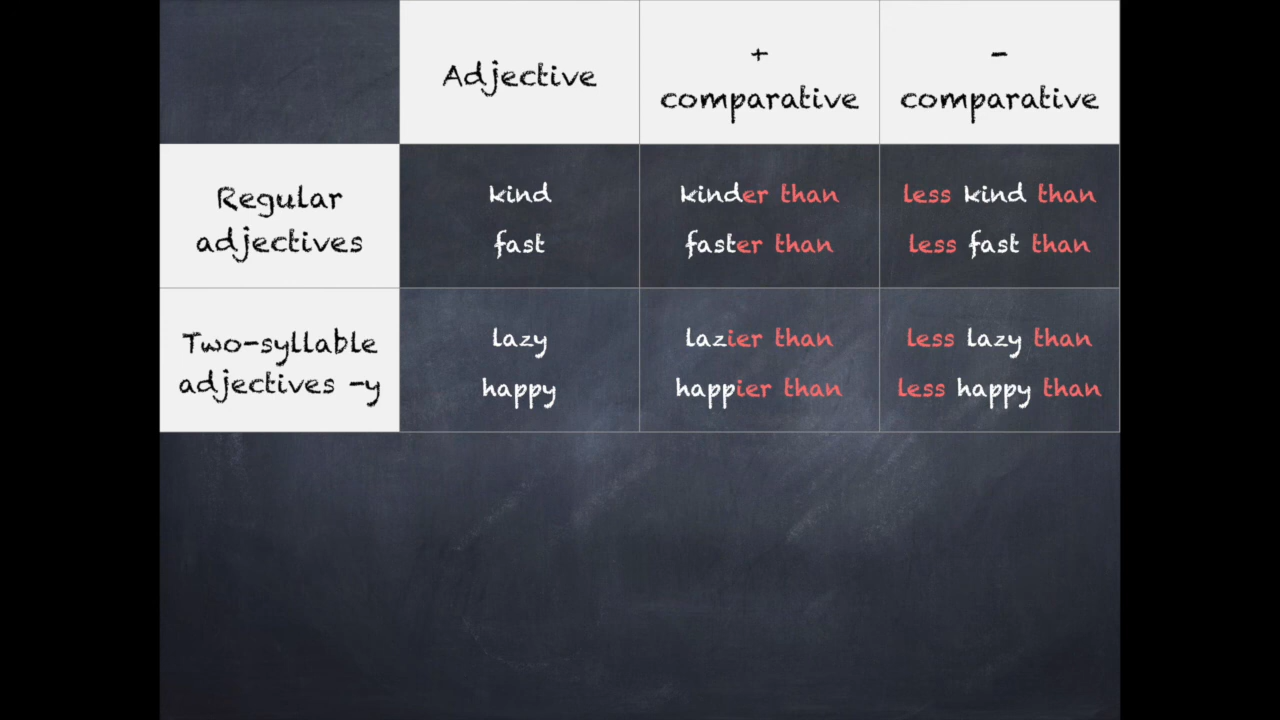 Adjective
+
comparative
-
comparative
Regular
adjectives
kind
fast
kinder than
faster than
less kind than
less fast than
Two-syllable
adjectives -y
lazy
happy
lazier than
happier than
less lazy than
less happy than